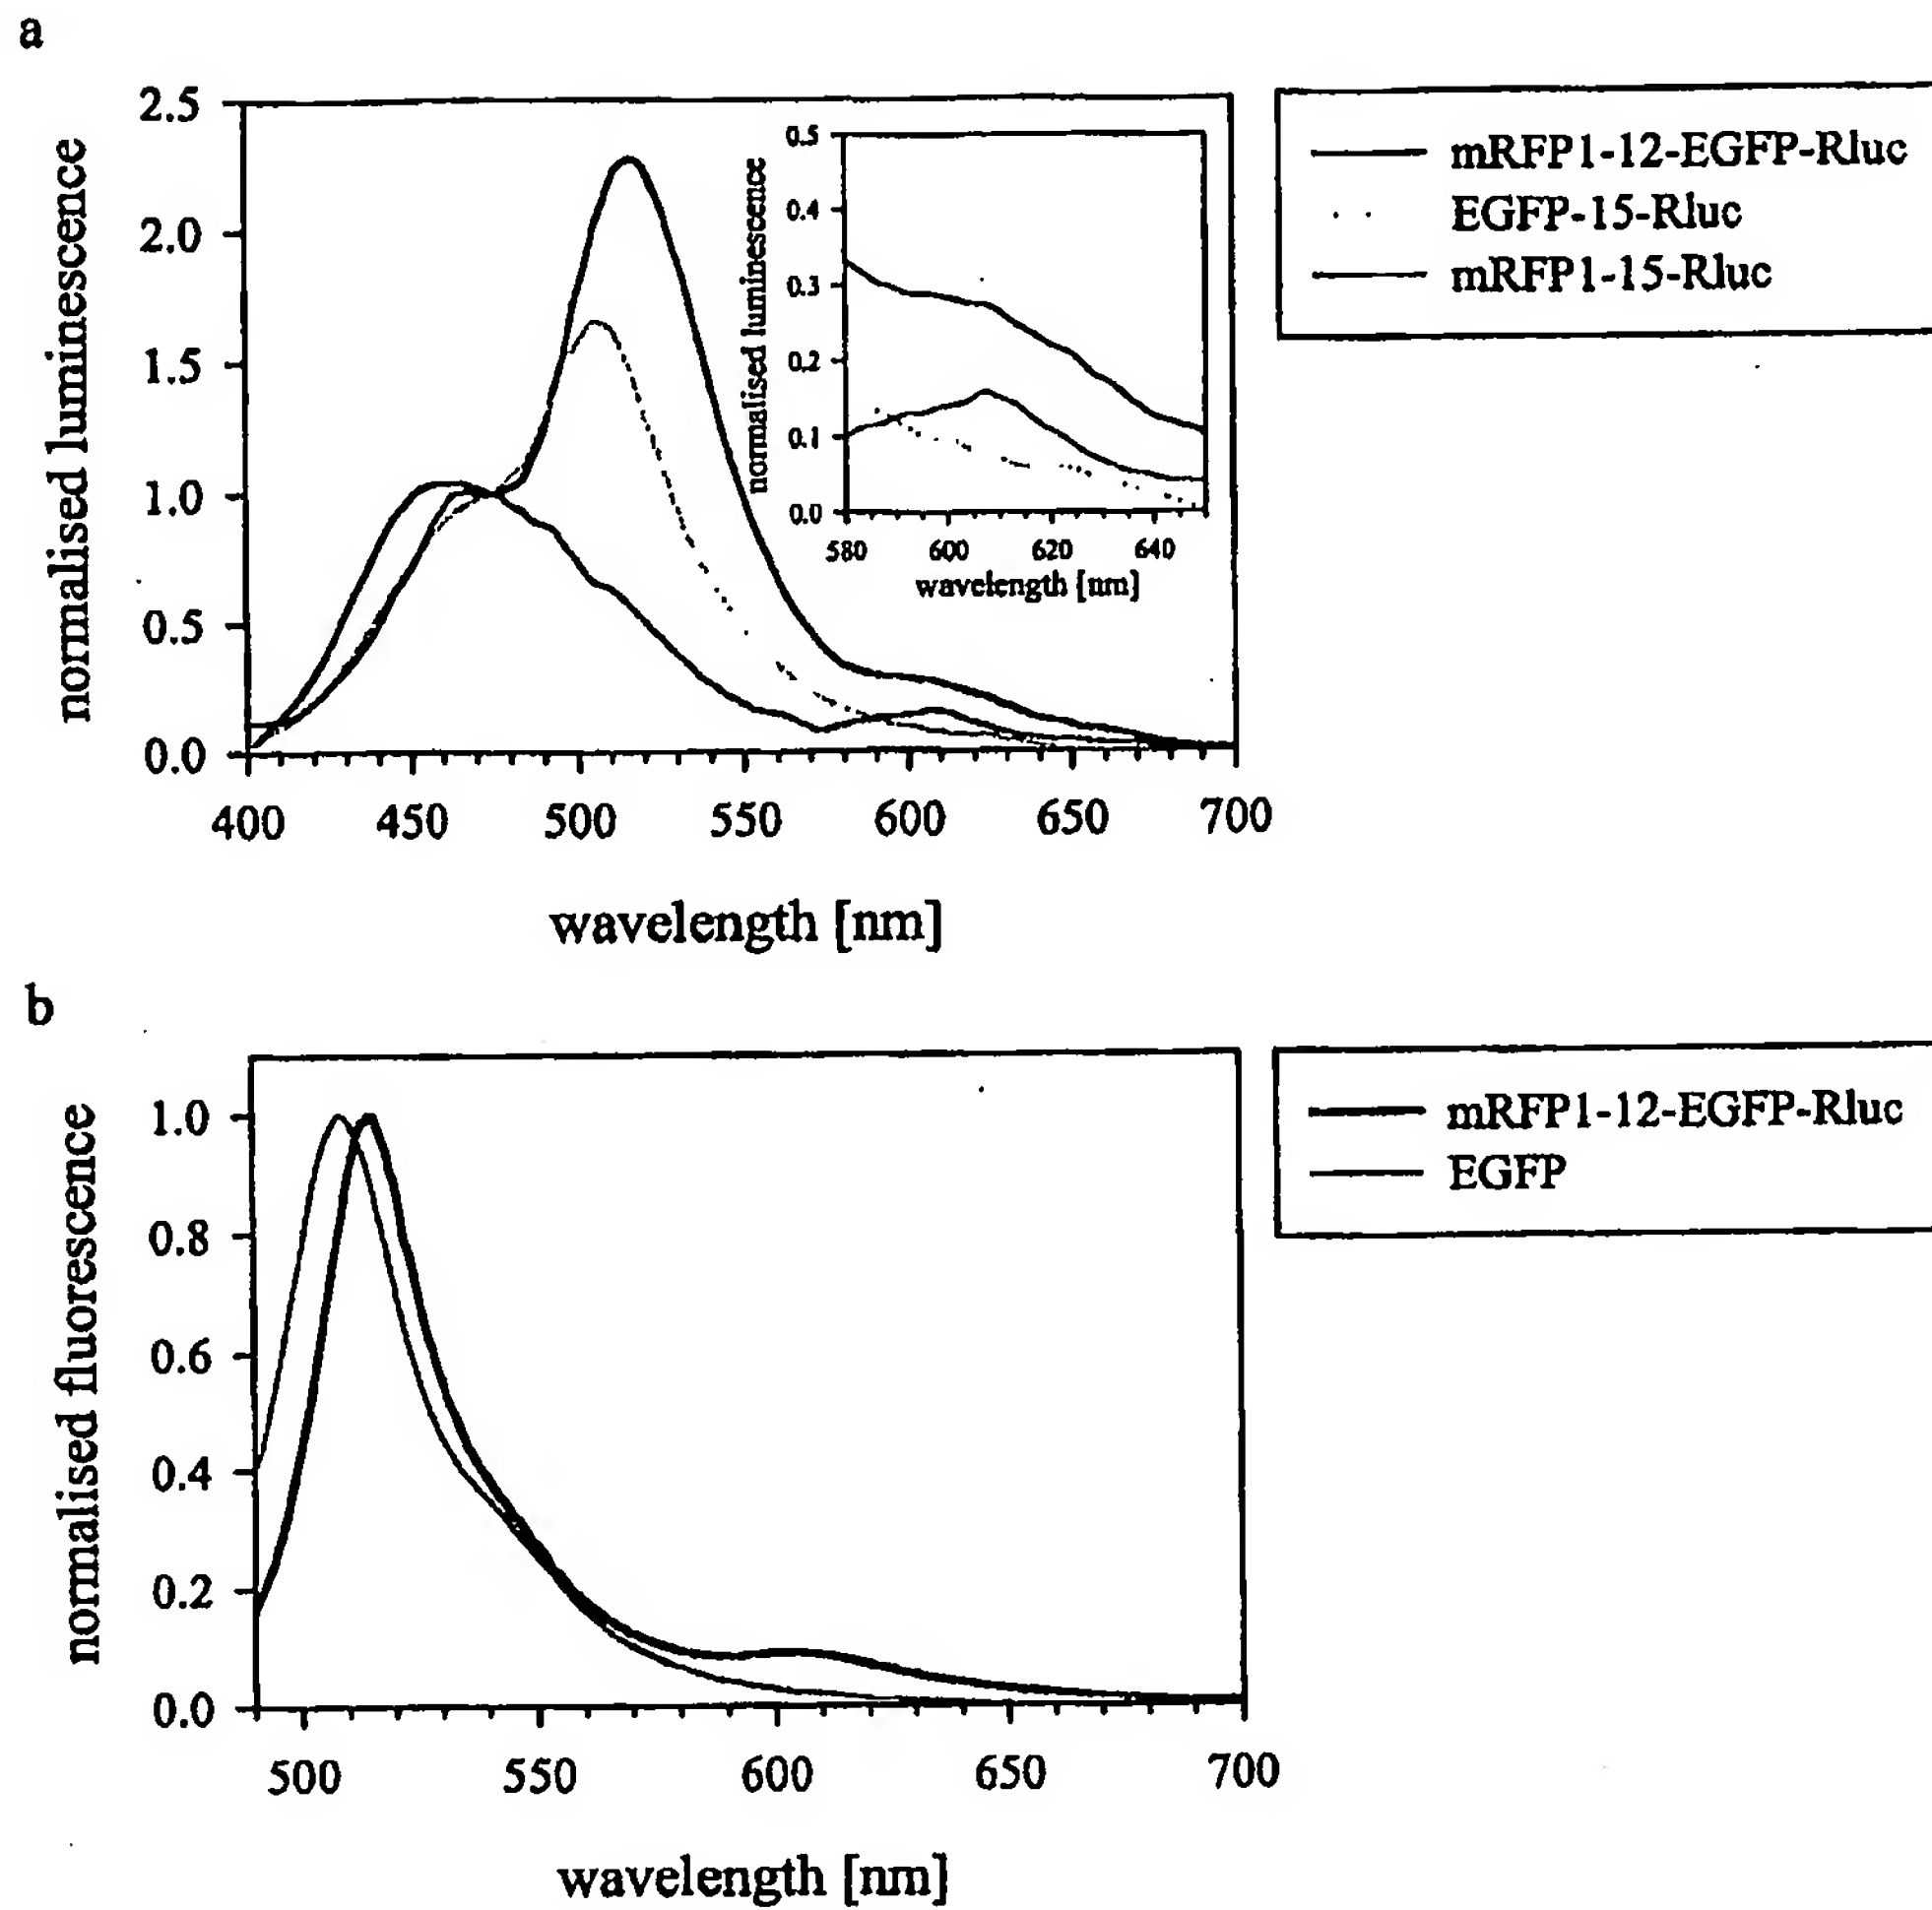 a
normalised luminescence
2.5
2.0
1.5
1.0
0.5
0.0
400 450 500 550 600 650 700
wavelength [nm]
normalised luminescence
0.5
0.4
0.3
0.2
0.1
0.0
580 600 620 640
wavelength [nm]
mRFP1-12-EGFP-Rluc
EGFP-15-Rluc
mRFP1-15-Rluc
b
normalised fluorescence
1.0
0.8
0.6
0.4
0.2
0.0
500 550 600 650 700
wavelength [nm]
mRFP1-12-EGFP-Rluc
EGFP